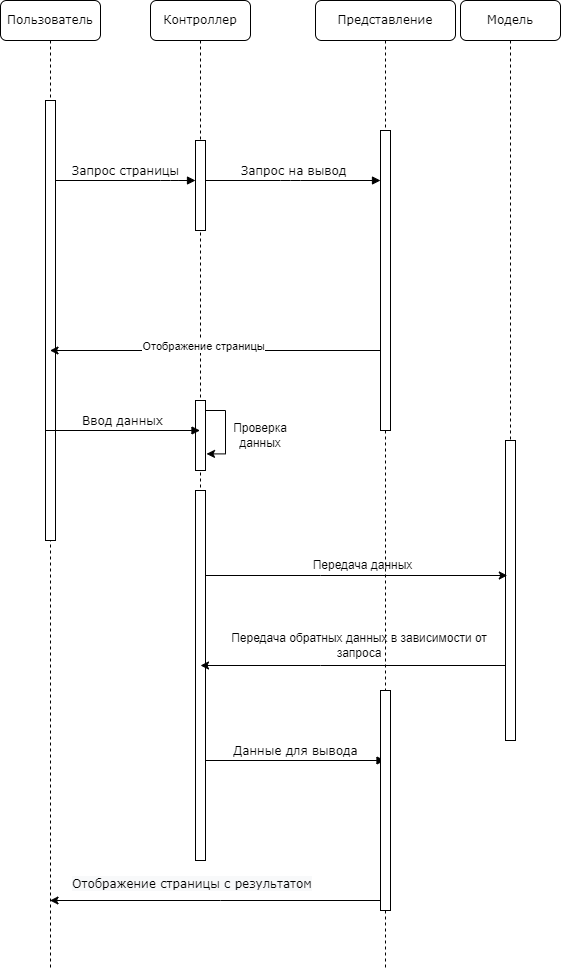 Пользователь
Контроллер
Представление
Модель
Запрос страницы
Запрос на вывод
Отображение страницы
Ввод данных
Проверка
данных
Передача данных
Передача обратных данных в зависимости от
запроса
Данные для вывода
Отображение страницы с результатом